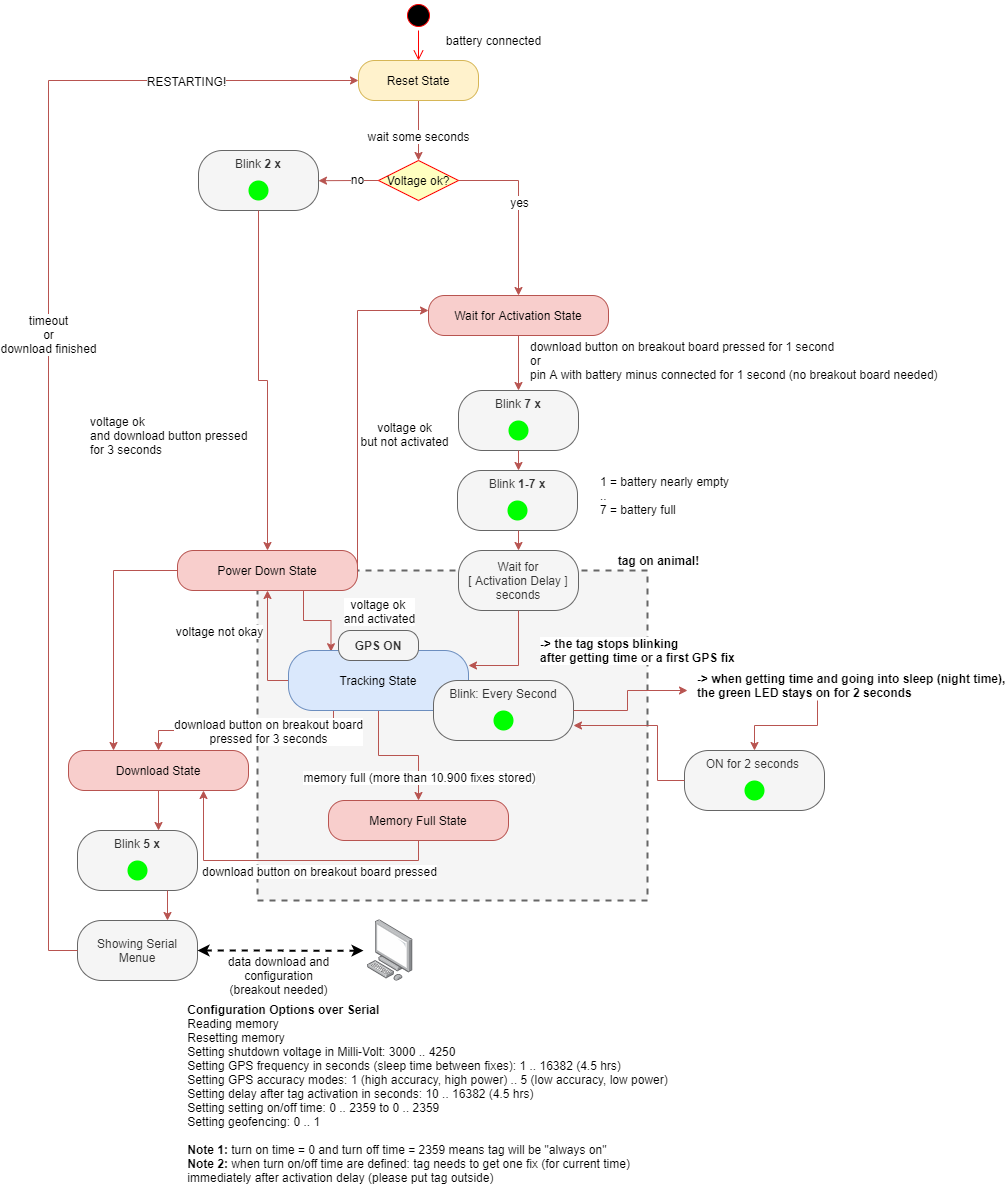 battery connected
RESTARTING!
Reset State
wait some seconds
Blink 2 x
no
Voltage ok?
yes
timeout
or
download finished
Wait for Activation State
download button on breakout board pressed for 1 second
or
pin A with battery minus connected for 1 second (no breakout board needed)
Blink 7 x
voltage ok
and download button pressed
for 3 seconds
voltage ok
but not activated
Blink 1-7 x
1 = battery nearly empty
..
7 = battery full
Power Down State
Wait for
[ Activation Delay ]
seconds
tag on animal!
voltage ok
and activated
voltage not okay
GPS ON
-> the tag stops blinking
after getting time or a first GPS fix
Tracking State
Blink: Every Second
-> when getting time and going into sleep (night time),
the green LED stays on for 2 seconds
download button on breakout board
pressed for 3 seconds
Download State
memory full (more than 10.900 fixes stored)
ON for 2 seconds
Memory Full State
Blink 5 x
download button on breakout board pressed
Showing Serial
Menue
data download and
configuration
(breakout needed)
Configuration Options over Serial
Reading memory
Resetting memory
Setting shutdown voltage in Milli-Volt: 3000 .. 4250
Setting GPS frequency in seconds (sleep time between fixes): 1 .. 16382 (4.5 hrs)
Setting GPS accuracy modes: 1 (high accuracy, high power) .. 5 (low accuracy, low power)
Setting delay after tag activation in seconds: 10 .. 16382 (4.5 hrs)
Setting setting on/off time: 0 .. 2359 to 0 .. 2359
Setting geofencing: 0 .. 1
Note 1: turn on time = 0 and turn off time = 2359 means tag will be "always on"
Note 2: when turn on/off time are defined: tag needs to get one fix (for current time)
immediately after activation delay (please put tag outside)